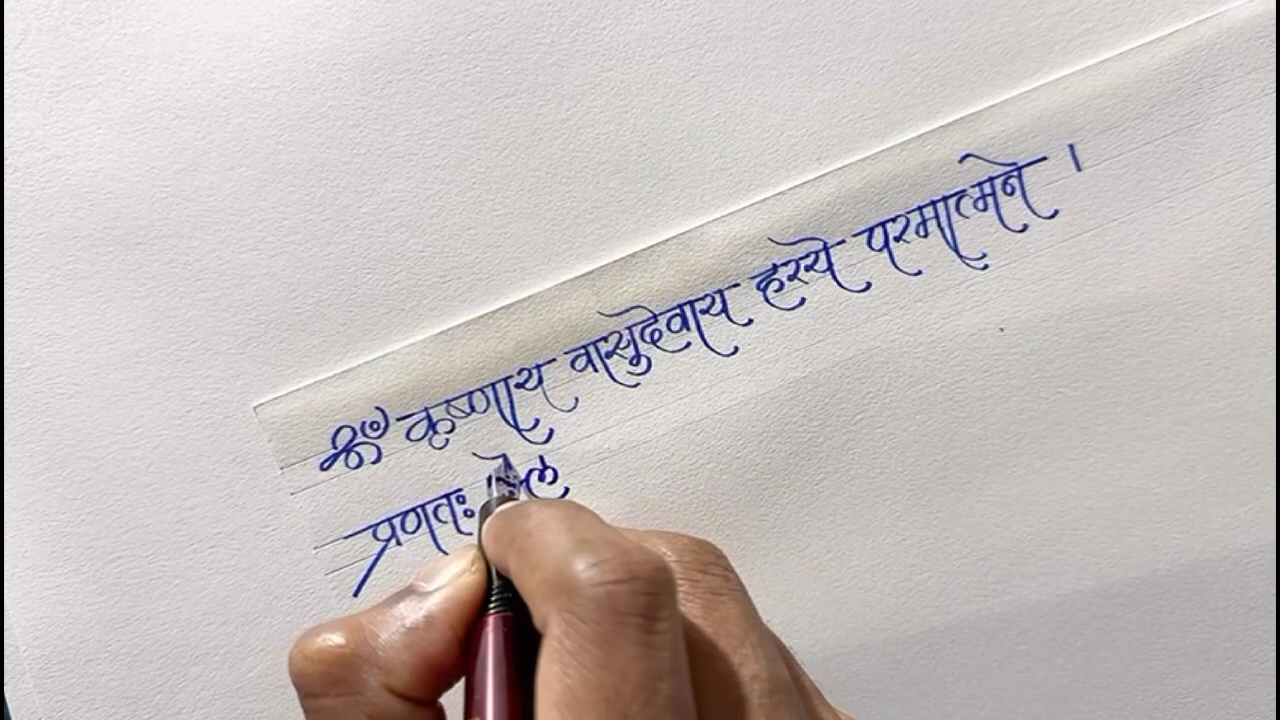 ॐ कृष्णाय वासुदेवाय हरये परमात्मने ।
प्रणतः